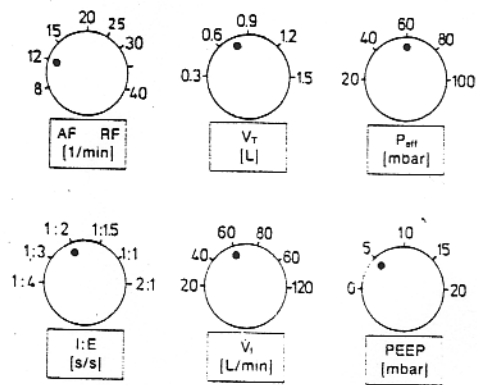 8
12
15
20
25
30
40
AF RF
[1/min]
0.3
0.6
0.9
1.2
1.5
V_T
[L]
20
40
60
80
100
P_eff
[mbar]
1:4
1:3
1:2
1:1.5
1:1
2:1
I:E
[s/s]
20
40
60
80
60
120
V̇_I
[L/min]
0
5
10
15
20
PEEP
[mbar]